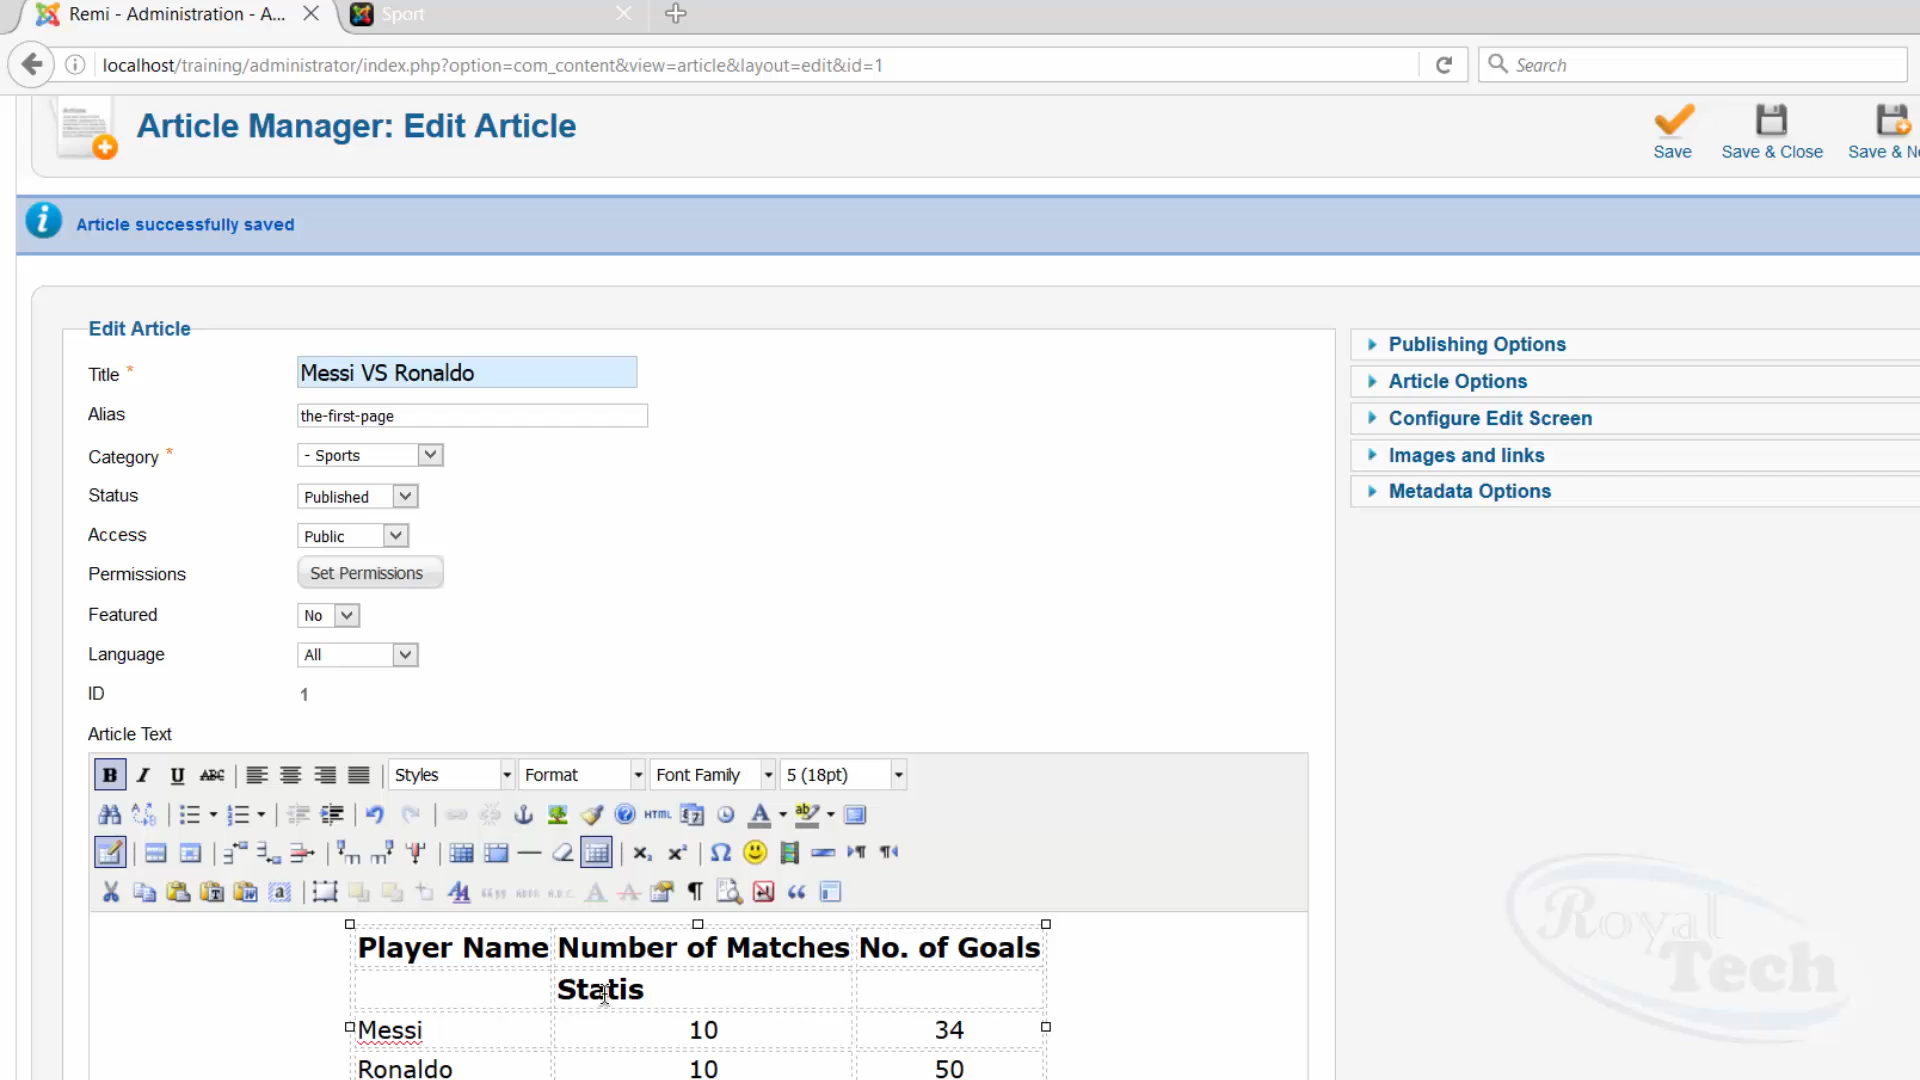 Remi - Administration - A...
Sport
localhost/training/administrator/index.php?option=com_content&view=article&layout=edit&id=1
Search
Article Manager: Edit Article
Save
Save & Close
Save & Ne
Article successfully saved
Edit Article
Title *
Messi VS Ronaldo
Alias
the-first-page
Category *
- Sports
Status
Published
Access
Public
Permissions
Set Permissions
Featured
No
Language
All
ID
1
Article Text
Publishing Options
Article Options
Configure Edit Screen
Images and links
Metadata Options
B I U ABC Styles Format Font Family 5 (18pt)
HTML
Player Name Number of Matches No. of Goals
Statis
Messi 10 34
Ronaldo 10 50
Royal
Tech